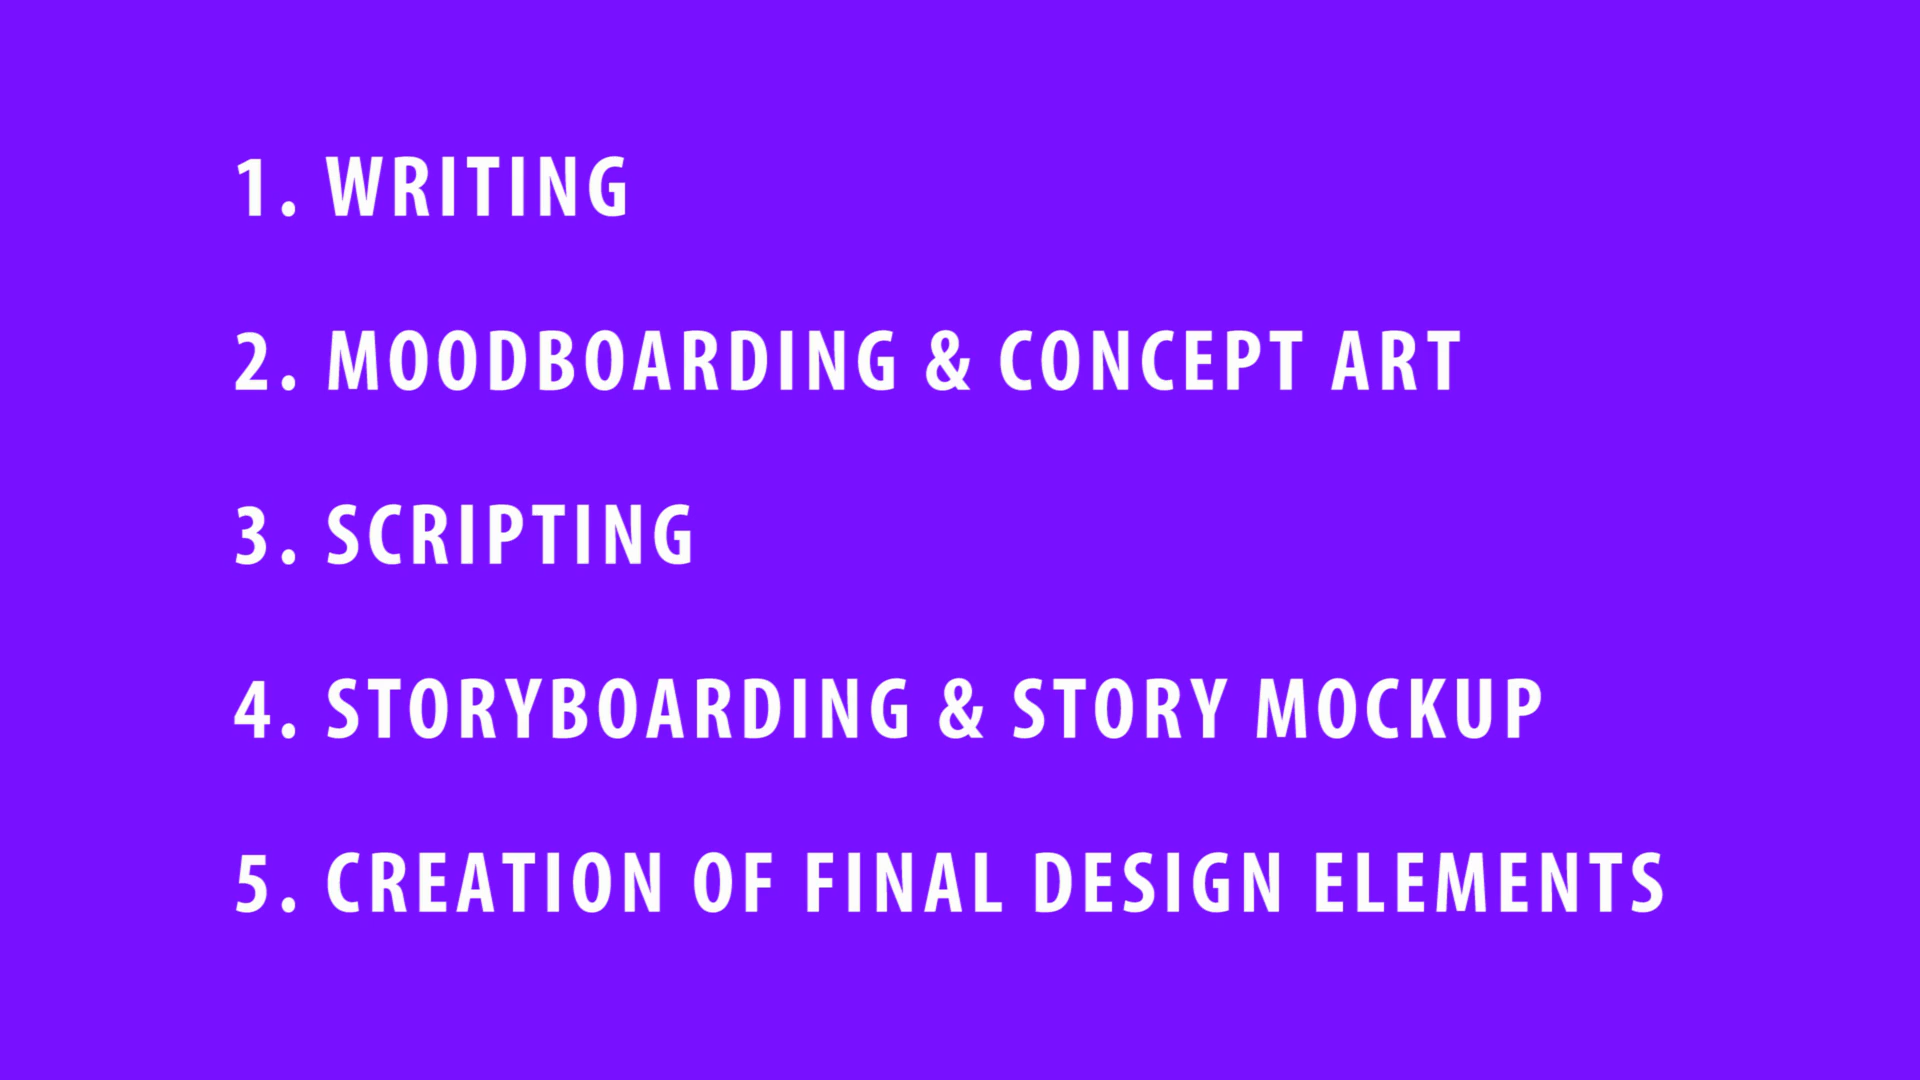 1. WRITING
2. MOODBOARDING & CONCEPT ART
3. SCRIPTING
4. STORYBOARDING & STORY MOCKUP
5. CREATION OF FINAL DESIGN ELEMENTS